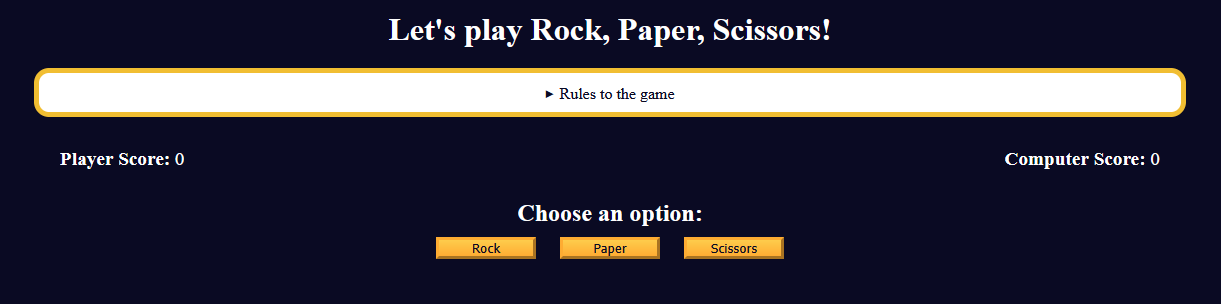 Let's play Rock, Paper, Scissors!
▶ Rules to the game
Player Score: 0
Computer Score: 0
Choose an option:
Rock
Paper
Scissors